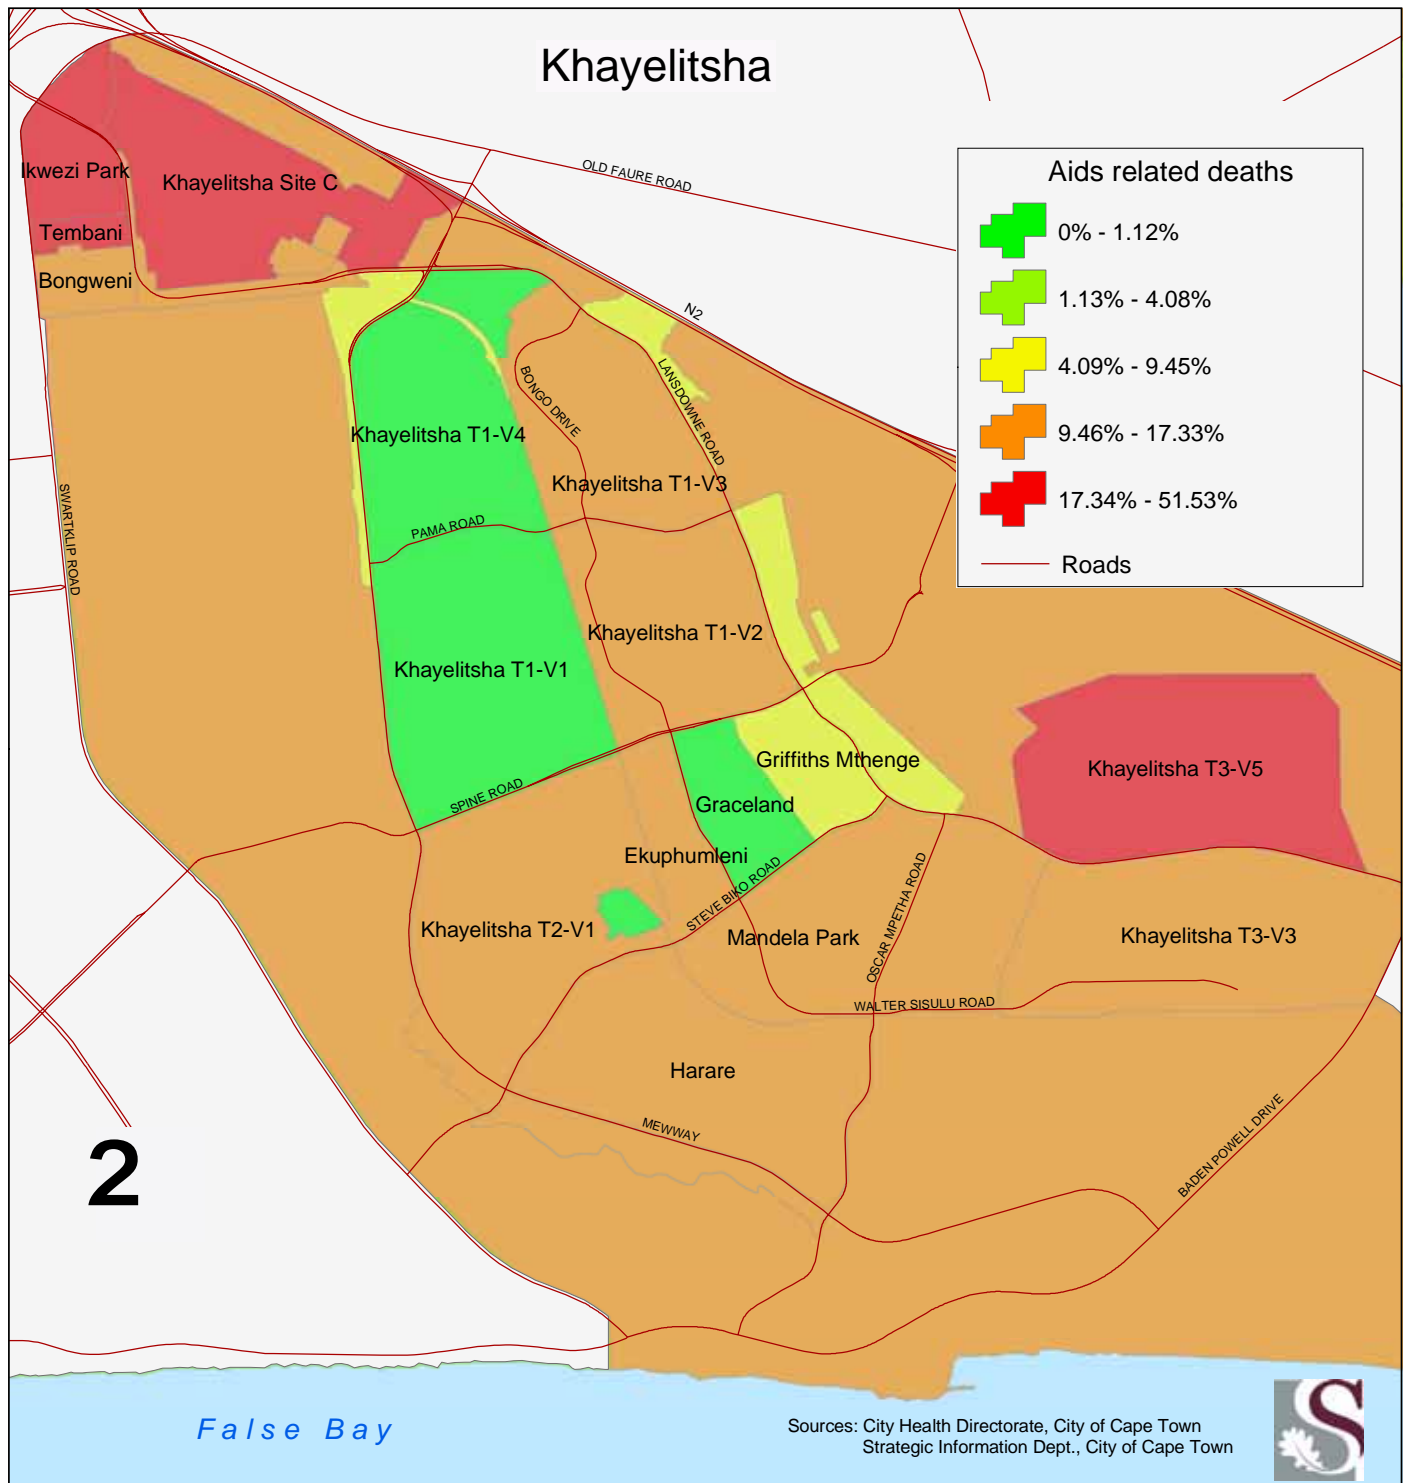 Khayelitsha
Aids related deaths
0% - 1.12%
1.13% - 4.08%
4.09% - 9.45%
9.46% - 17.33%
17.34% - 51.53%
Roads
OLD FAURE ROAD
Ikwezi Park
Khayelitsha Site C
Tembani
Bongweni
N2
LANSDOWNE ROAD
BONGO DRIVE
Khayelitsha T1-V4
Khayelitsha T1-V3
SWARTKLIP ROAD
PAMA ROAD
Khayelitsha T1-V2
Khayelitsha T1-V1
Griffiths Mthenge
Khayelitsha T3-V5
SPINE ROAD
Graceland
Ekuphumleni
STEVE BIKO ROAD
OSCAR MPETHA ROAD
Khayelitsha T2-V1
Mandela Park
Khayelitsha T3-V3
WALTER SISULU ROAD
Harare
MEWWAY
BADEN POWELL DRIVE
2
False Bay
Sources: City Health Directorate, City of Cape Town
Strategic Information Dept., City of Cape Town
S